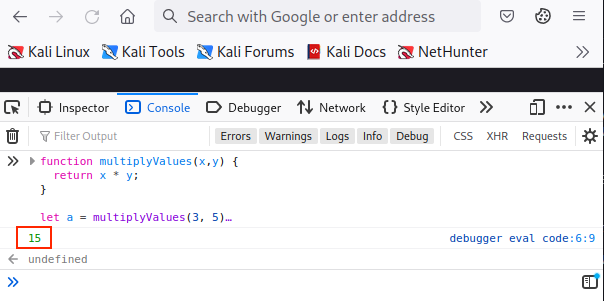 Search with Google or enter address
Kali Linux Kali Tools Kali Forums Kali Docs NetHunter
Inspector Console Debugger Network Style Editor
Filter Output Errors Warnings Logs Info Debug CSS XHR Requests
function multiplyValues(x,y) {
return x * y;
}
let a = multiplyValues(3, 5)…
15 debugger eval code:6:9
undefined